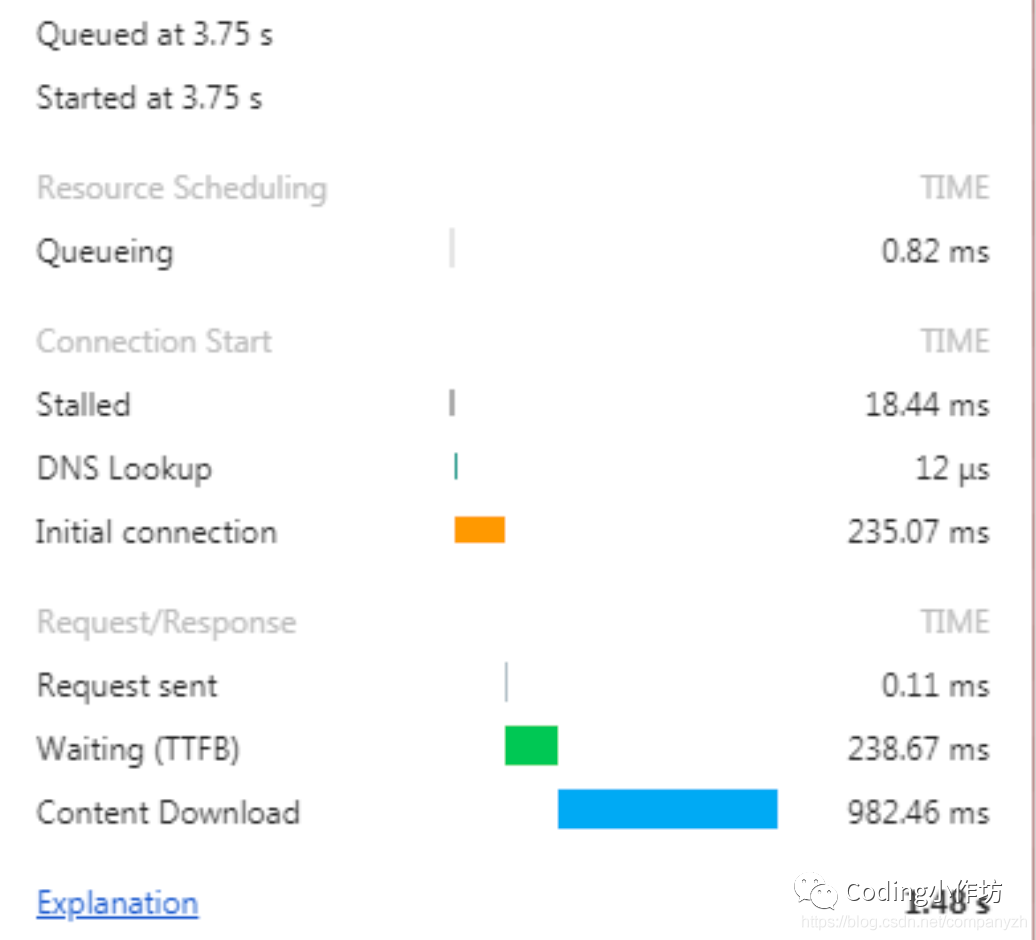 Queued at 3.75 s
Started at 3.75 s
Resource Scheduling TIME
Queueing 0.82 ms
Connection Start TIME
Stalled 18.44 ms
DNS Lookup 12 μs
Initial connection 235.07 ms
Request/Response TIME
Request sent 0.11 ms
Waiting (TTFB) 238.67 ms
Content Download 982.46 ms
Coding小作坊
Explanation 1.48 s
https://blog.csdn.net/companyzh